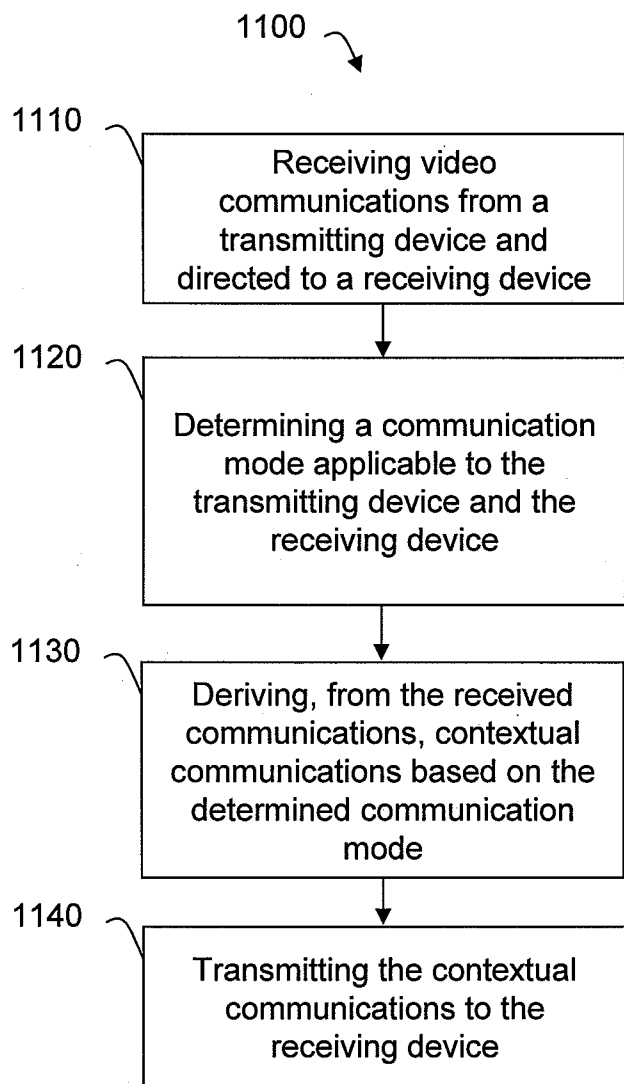 1100
1110
Receiving video
communications from a
transmitting device and
directed to a receiving device
1120
Determining a communication
mode applicable to the
transmitting device and the
receiving device
1130
Deriving, from the received
communications, contextual
communications based on the
determined communication
mode
1140
Transmitting the contextual
communications to the
receiving device